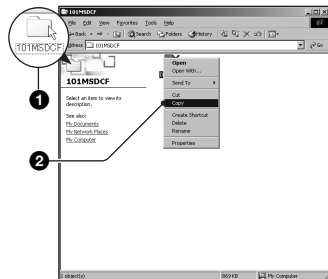 101MSDCF
File Edit View Favorites Tools Help
Back Search Folders History
Address 101MSDCF Go
101MSDCF
Select an item to view its
description.
See also:
My Documents
My Network Places
My Computer
Open
Open With...
Send To
Cut
Copy
Create Shortcut
Delete
Rename
Properties
101MSDCF
1
2
1 object(s) 869 KB My Computer